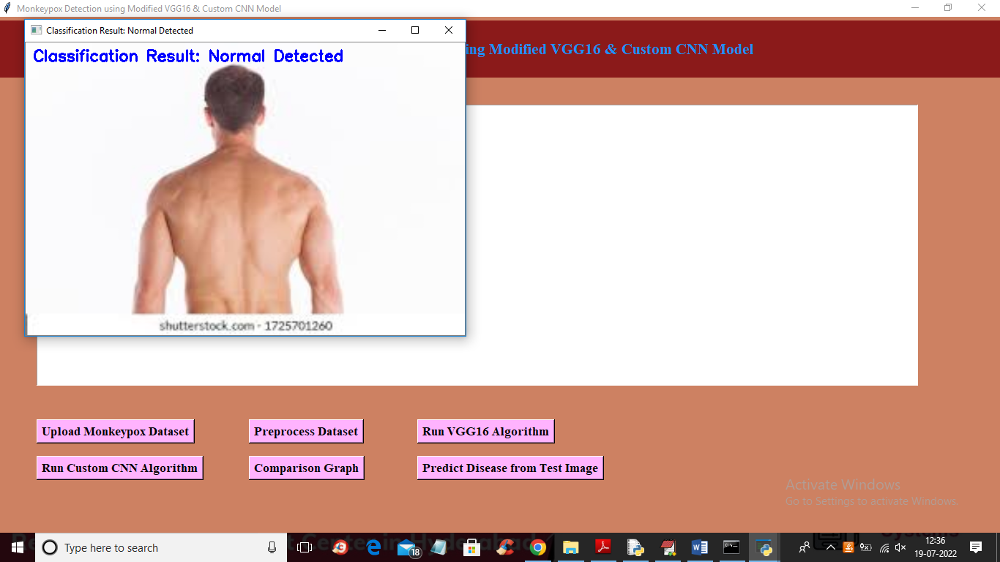 Monkeypox Detection using Modified VGG16 & Custom CNN Model
Classification Result: Normal Detected
ing Modified VGG16 & Custom CNN Model
Classification Result: Normal Detected
shutterstock.com - 1725701260
Upload Monkeypox Dataset
Preprocess Dataset
Run VGG16 Algorithm
Run Custom CNN Algorithm
Comparison Graph
Predict Disease from Test Image
Activate Windows
Go to Settings to activate Windows.
Type here to search
18
12:36
19-07-2022